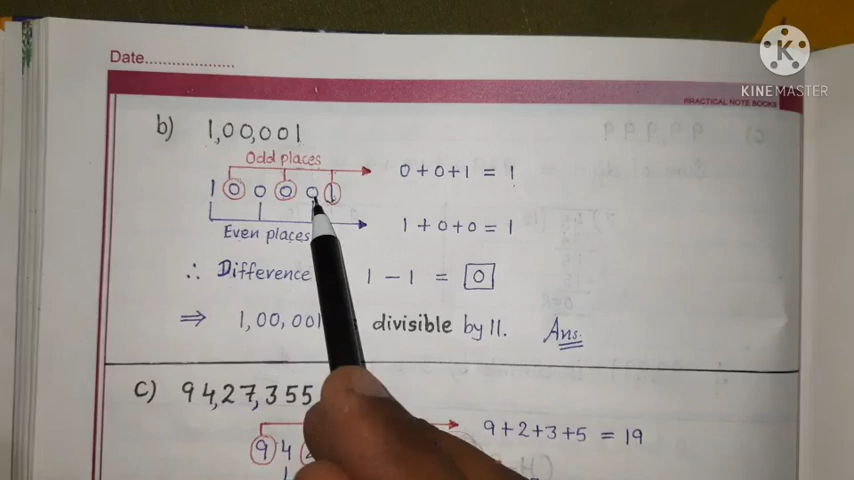 Date
K
KINEMASTER
PRACTICAL NOTE BOOKS
b) 1,00,001
Odd places
0+0+1 = 1
1 0 0 0 0 1
Even places
1+0+0 = 1
∴ Difference 1 - 1 = 0
⇒ 1,00,001 divisible by 11. Ans.
c) 94,27,355
9+2+3+5 = 19
9 4